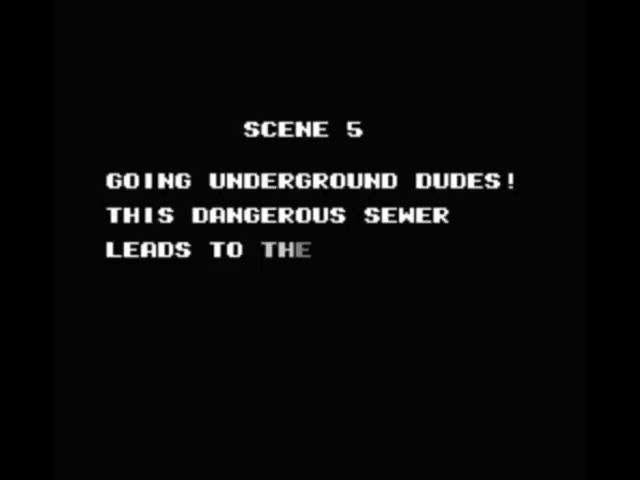 SCENE 5
GOING UNDERGROUND DUDES!
THIS DANGEROUS SEWER
LEADS TO THE